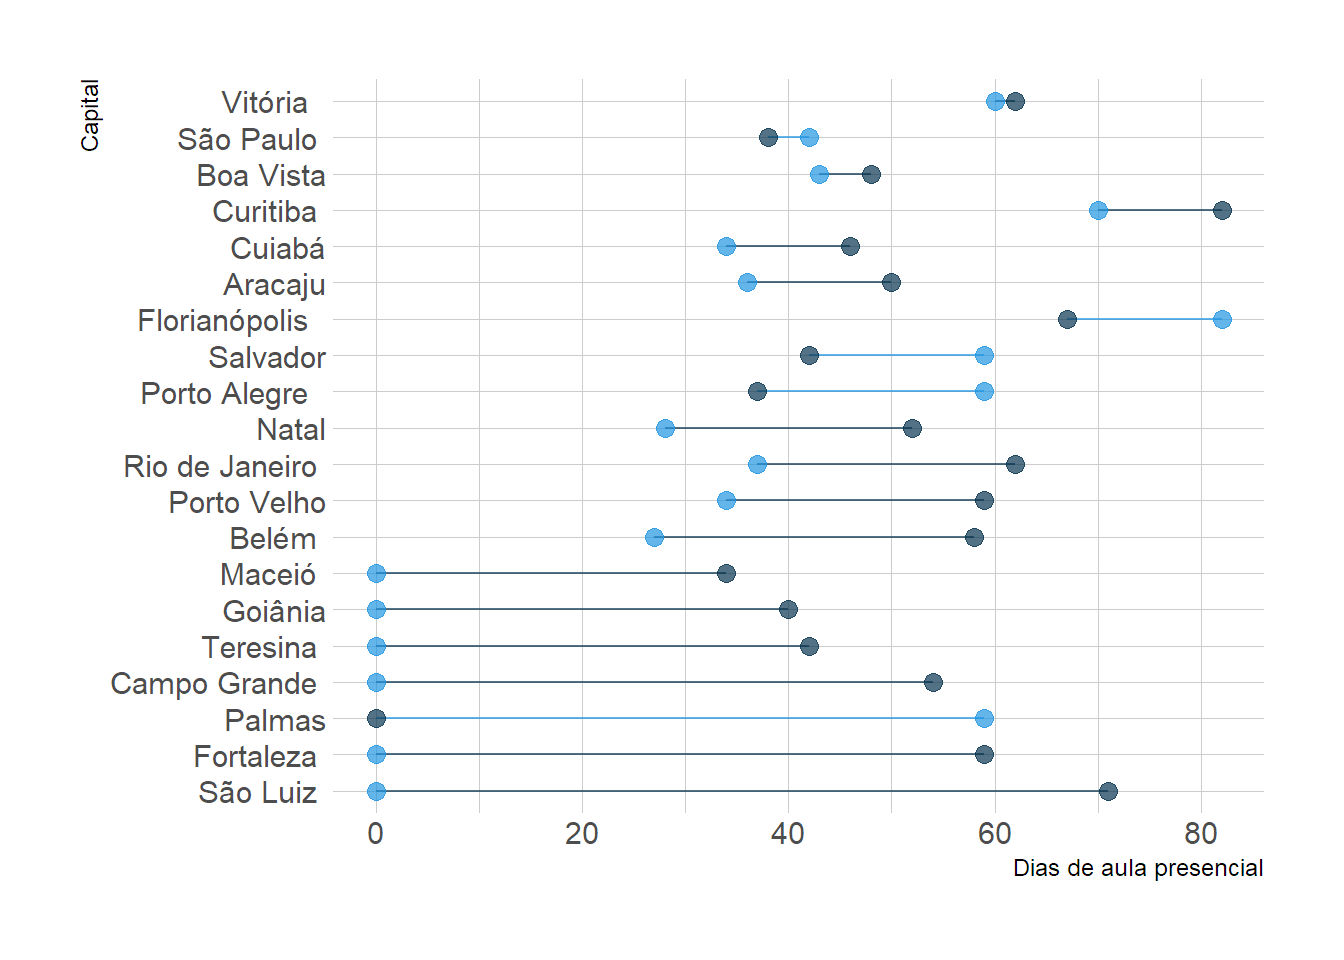 Capital
Vitória
São Paulo
Boa Vista
Curitiba
Cuiabá
Aracaju
Florianópolis
Salvador
Porto Alegre
Natal
Rio de Janeiro
Porto Velho
Belém
Maceió
Goiânia
Teresina
Campo Grande
Palmas
Fortaleza
São Luiz
0 20 40 60 80
Dias de aula presencial